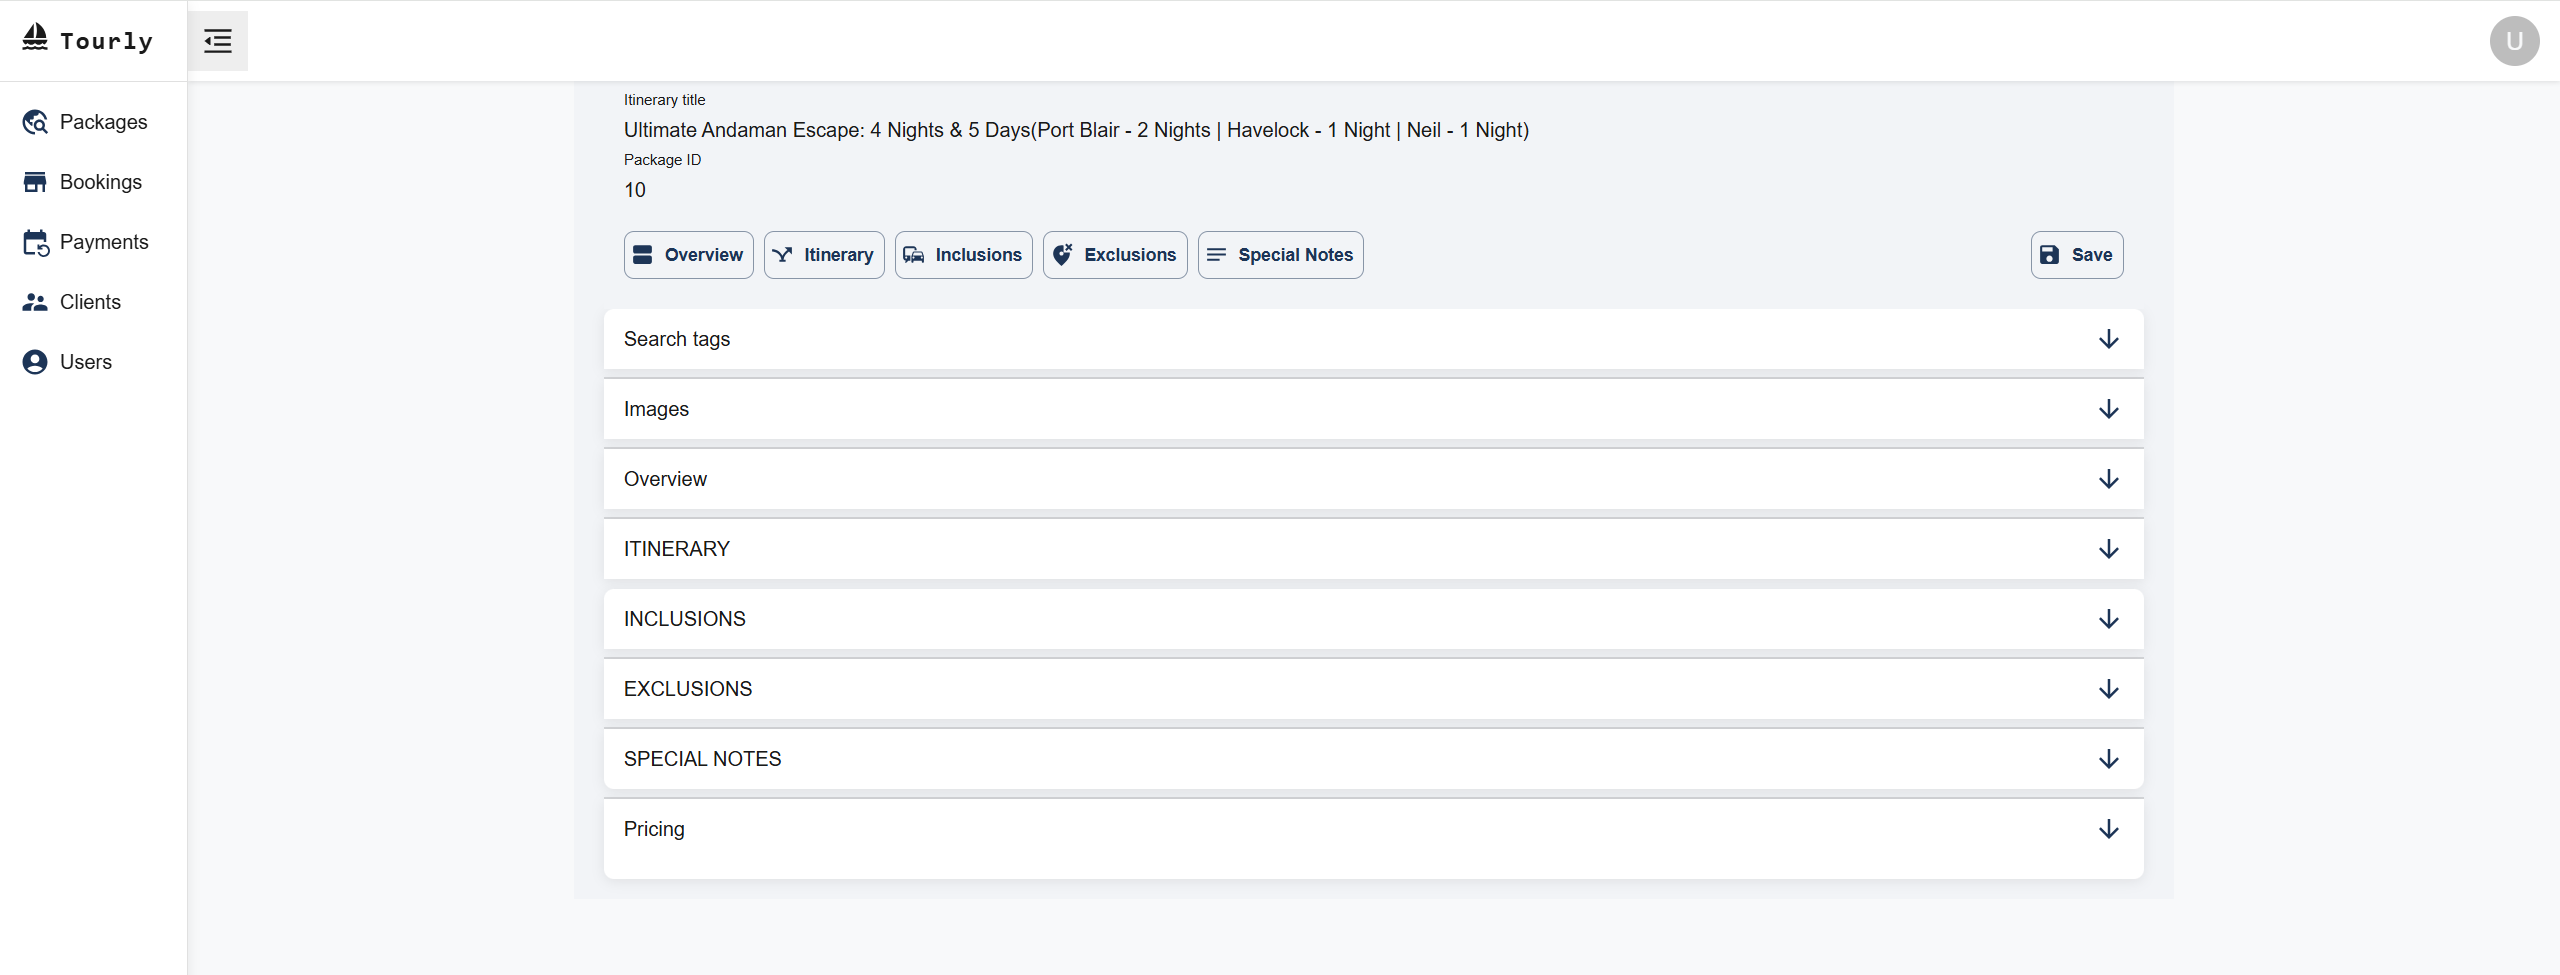 Tourly
U
Packages
Bookings
Payments
Clients
Users
Itinerary title
Ultimate Andaman Escape: 4 Nights & 5 Days(Port Blair - 2 Nights | Havelock - 1 Night | Neil - 1 Night)
Package ID
10
Overview Itinerary Inclusions Exclusions Special Notes Save
Search tags
Images
Overview
ITINERARY
INCLUSIONS
EXCLUSIONS
SPECIAL NOTES
Pricing